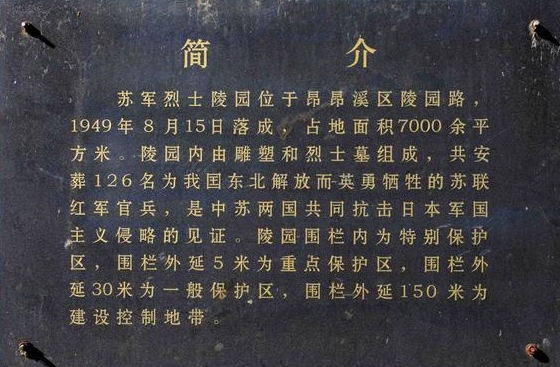 简 介
苏军烈士陵园位于昂昂溪区陵园路，
1949年8月15日落成，占地面积7000余平
方米。陵园内由雕塑和烈士墓组成，共安
葬126名为我国东北解放而英勇牺牲的苏联
红军官兵，是中苏两国共同抗击日本军国
主义侵略的见证。陵园围栏内为特别保护
区，围栏外延5米为重点保护区，围栏外
延30米为一般保护区，围栏外延150米为
建设控制地带。